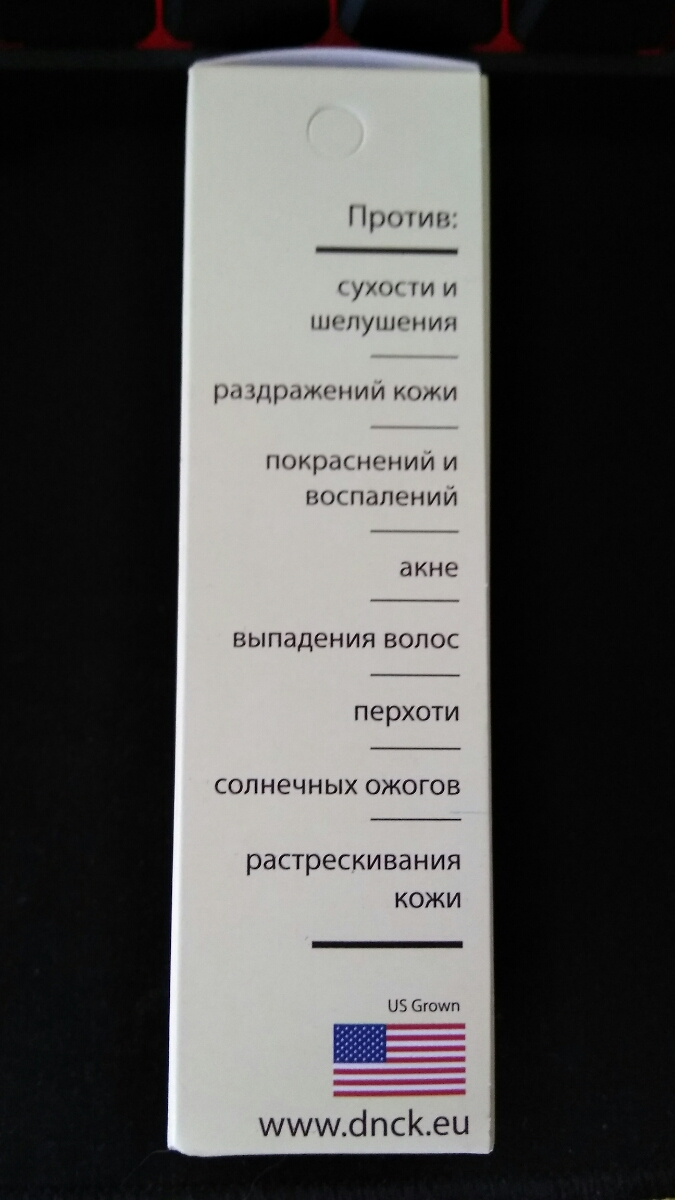 Против:
сухости и
шелушения
раздражений кожи
покраснений и
воспалений
акне
выпадения волос
перхоти
солнечных ожогов
растрескивания
кожи
US Grown
www.dnck.eu